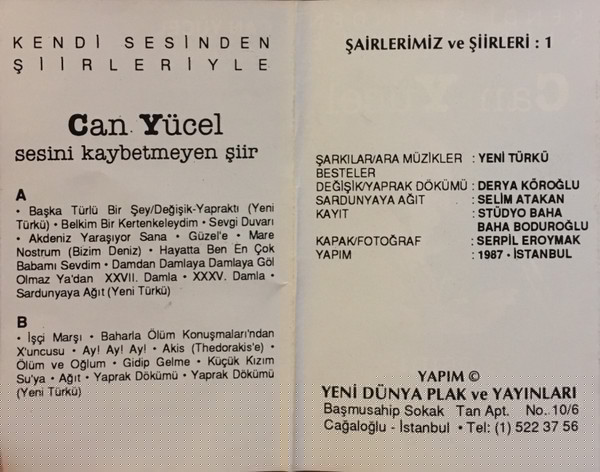 KENDİ SESİNDEN
ŞİİRLERİYLE
Can Yücel
sesini kaybetmeyen şiir
A
• Başka Türlü Bir Şey/Değişik-Yapraktı (Yeni
Türkü) • Belkim Bir Kertenkeleydim • Sevgi Duvarı
• Akdeniz Yaraşıyor Sana • Güzel'e • Mare
Nostrum (Bizim Deniz) • Hayatta Ben En Çok
Babamı Sevdim • Damdan Damlaya Damlaya Göl
Olmaz Ya'dan XXVII. Damla • XXXV. Damla •
Sardunyaya Ağıt (Yeni Türkü)
B
• İşçi Marşı • Baharla Ölüm Konuşmaları'ndan
X'uncusu • Ay! Ay! Ay! • Akis (Thedorakis'e) •
Ölüm ve Oğlum • Gidip Gelme • Küçük Kızım
Su'ya • Ağıt • Yaprak Dökümü • Yaprak Dökümü
(Yeni Türkü)
ŞAİRLERİMİZ ve ŞİİRLERİ : 1
ŞARKILAR/ARA MÜZİKLER : YENİ TÜRKÜ
BESTELER
DEĞİŞİK/YAPRAK DÖKÜMÜ : DERYA KÖROĞLU
SARDUNYAYA AĞIT : SELİM ATAKAN
KAYIT : STÜDYO BAHA
BAHA BODUROĞLU
KAPAK/FOTOĞRAF : SERPİL EROYMAK
YAPIM : 1987 - İSTANBUL
YAPIM ©
YENİ DÜNYA PLAK ve YAYINLARI
Başmusahip Sokak Tan Apt. No.. 10/6
Cağaloğlu - İstanbul • Tel: (1) 522 37 56